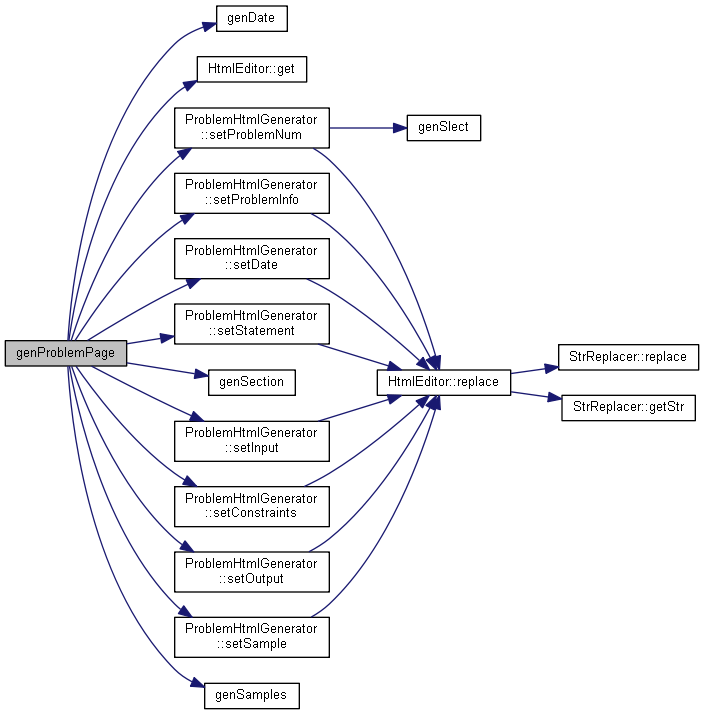 genDate
HtmlEditor::get
ProblemHtmlGenerator
::setProblemNum
genSlect
ProblemHtmlGenerator
::setProblemInfo
ProblemHtmlGenerator
::setDate
ProblemHtmlGenerator
::setStatement
genProblemPage
StrReplacer::replace
genSection
HtmlEditor::replace
StrReplacer::getStr
ProblemHtmlGenerator
::setInput
ProblemHtmlGenerator
::setConstraints
ProblemHtmlGenerator
::setOutput
ProblemHtmlGenerator
::setSample
genSamples